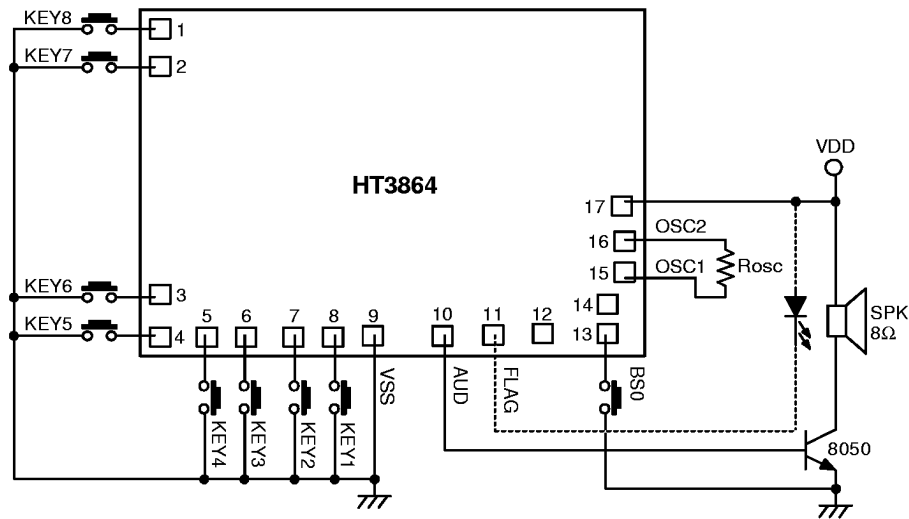 KEY8
1
KEY7
2
HT3864
VDD
17
16
OSC2
15
OSC1
Rosc
KEY6
3
14
SPK
8Ω
KEY5
4
5
6
7
8
9
10
11
12
13
KEY4
KEY3
KEY2
KEY1
VSS
AUD
FLAG
BS0
8050